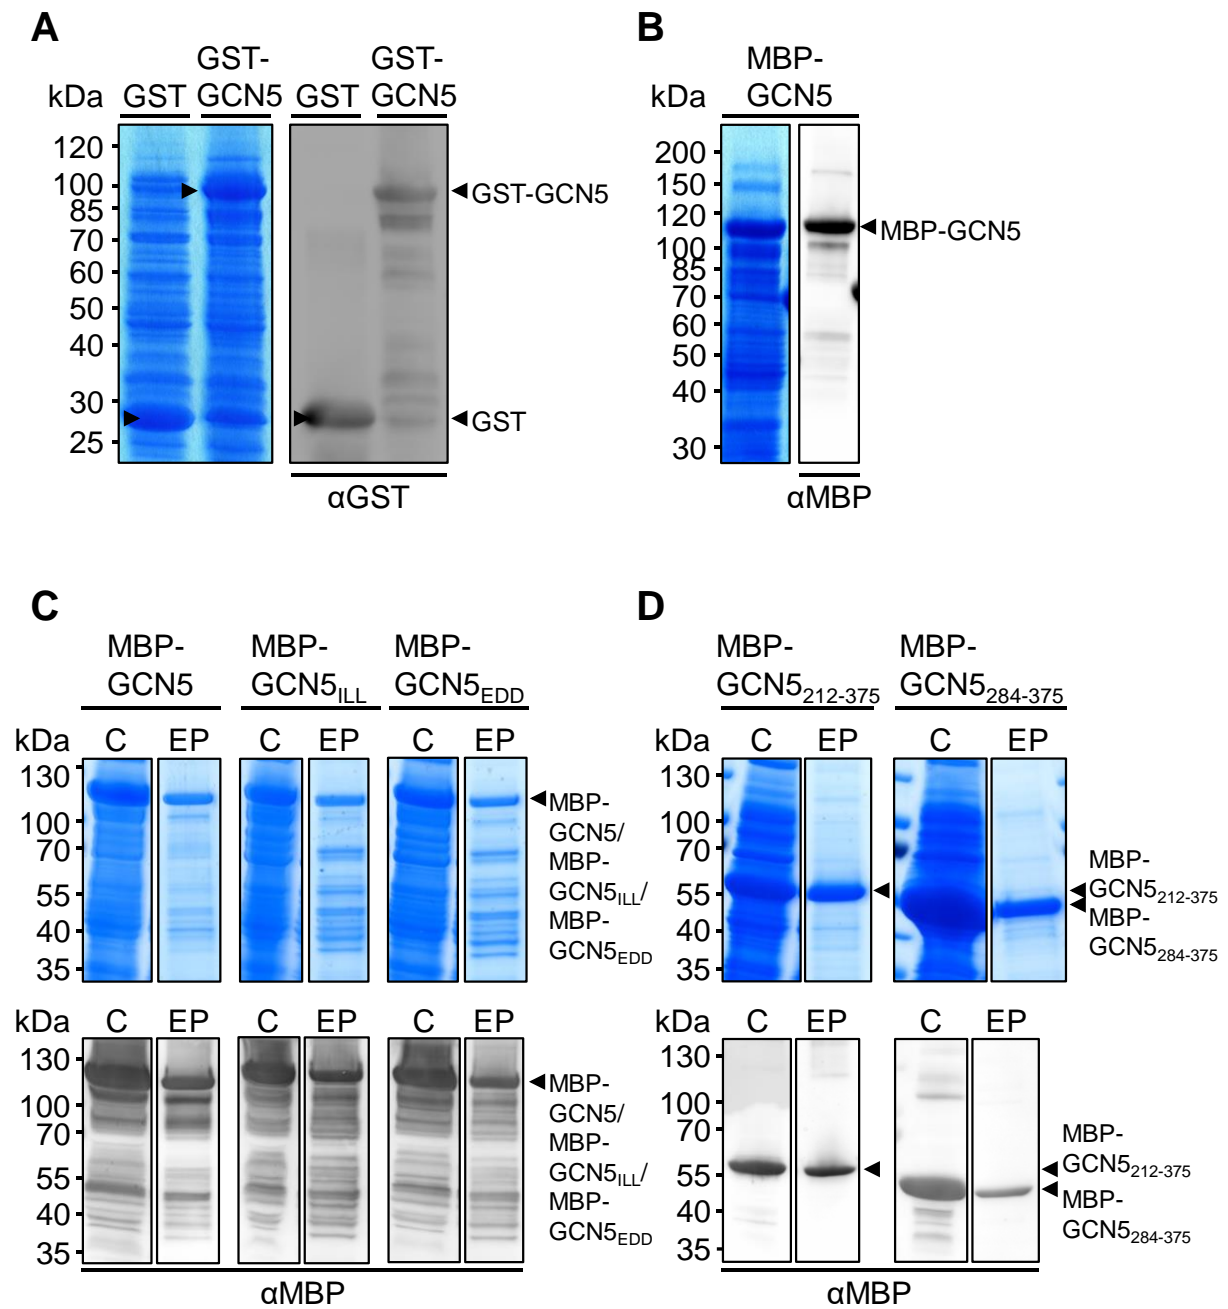 A
GST-
GST-
kDa GST GCN5 GST GCN5
120
100
85
70
60
50
40
30
25
GST-GCN5
GST
αGST
B
MBP-
kDa GCN5
200
150
120
100
85
70
60
50
40
30
MBP-GCN5
αMBP
C
MBP- MBP- MBP-
GCN5 GCN5ILL GCN5EDD
kDa C EP C EP C EP
130
100
70
55
40
35
MBP-
GCN5/
MBP-
GCN5ILL/
MBP-
GCN5EDD
kDa C EP C EP C EP
130
100
70
55
40
35
MBP-
GCN5/
MBP-
GCN5ILL/
MBP-
GCN5EDD
αMBP
D
MBP- MBP-
GCN5212-375 GCN5284-375
kDa C EP C EP
130
100
70
55
40
35
MBP-
GCN5212-375
MBP-
GCN5284-375
kDa C EP C EP
130
100
70
55
40
35
MBP-
GCN5212-375
MBP-
GCN5284-375
αMBP